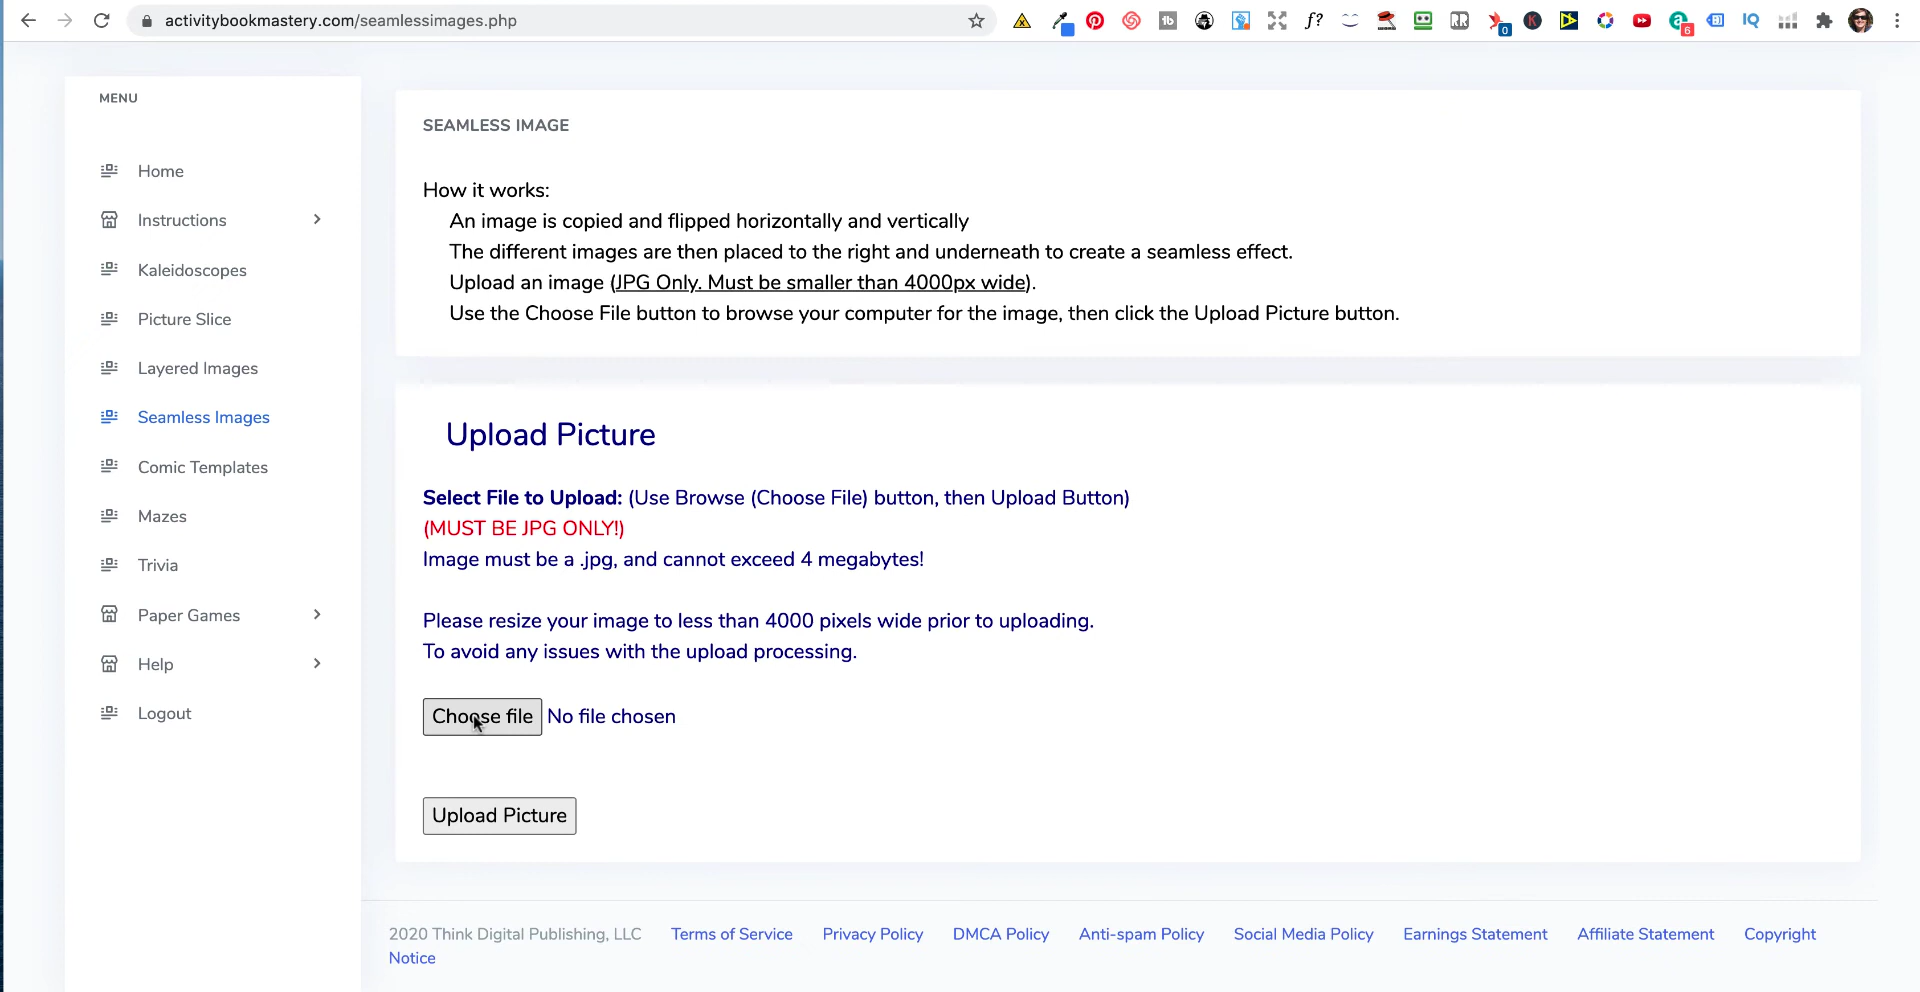 activitybookmastery.com/seamlessimages.php
MENU
Home
Instructions
Kaleidoscopes
Picture Slice
Layered Images
Seamless Images
Comic Templates
Mazes
Trivia
Paper Games
Help
Logout
SEAMLESS IMAGE
How it works:
An image is copied and flipped horizontally and vertically
The different images are then placed to the right and underneath to create a seamless effect.
Upload an image (JPG Only. Must be smaller than 4000px wide).
Use the Choose File button to browse your computer for the image, then click the Upload Picture button.
Upload Picture
Select File to Upload: (Use Browse (Choose File) button, then Upload Button)
(MUST BE JPG ONLY!)
Image must be a .jpg, and cannot exceed 4 megabytes!
Please resize your image to less than 4000 pixels wide prior to uploading.
To avoid any issues with the upload processing.
Choose file No file chosen
Upload Picture
2020 Think Digital Publishing, LLC Terms of Service Privacy Policy DMCA Policy Anti-spam Policy Social Media Policy Earnings Statement Affiliate Statement Copyright
Notice